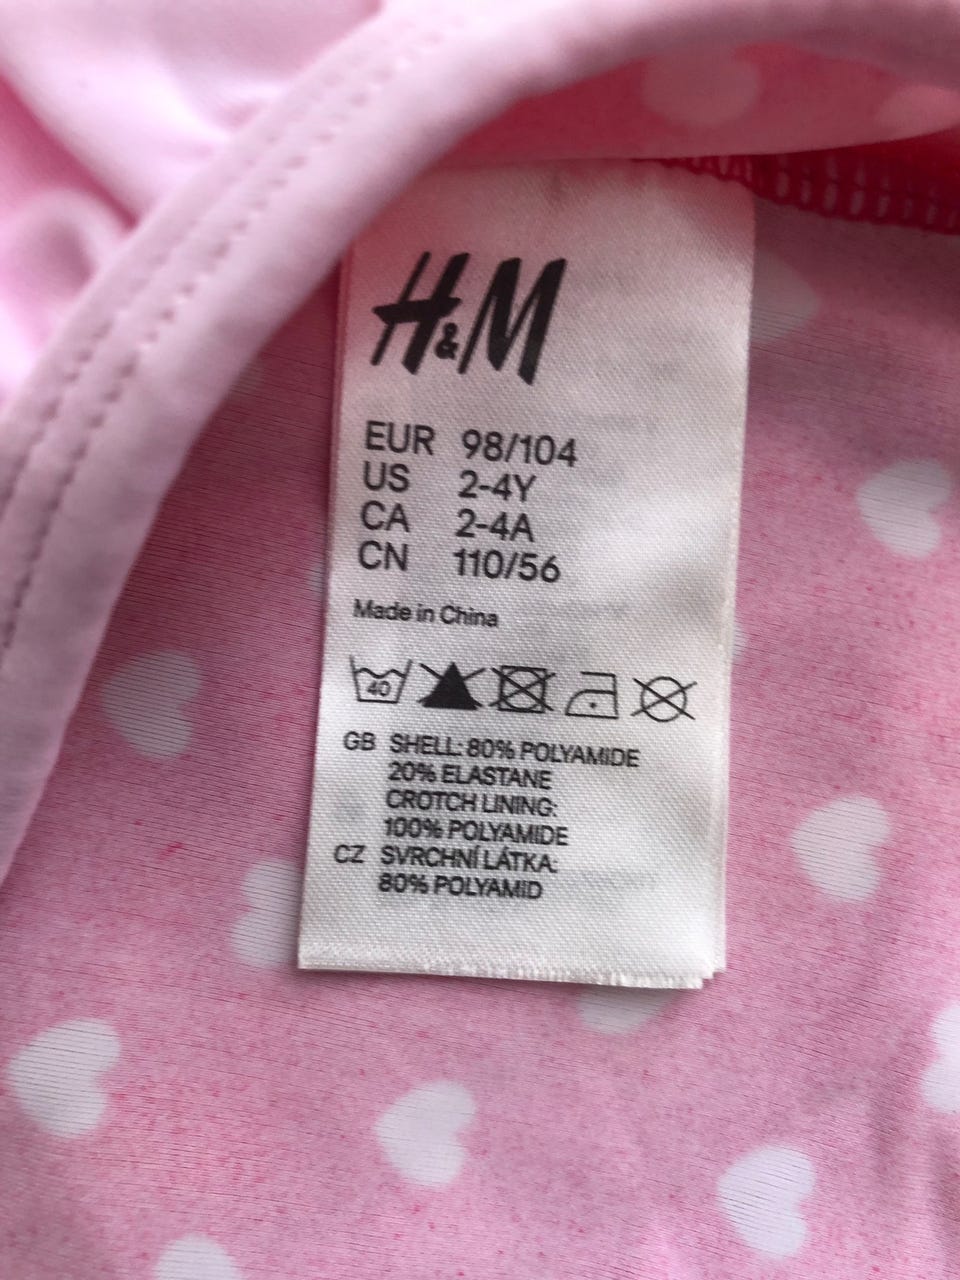 H&M
EUR 98/104
US 2-4Y
CA 2-4A
CN 110/56
Made in China
40
GB SHELL: 80% POLYAMIDE
20% ELASTANE
CROTCH LINING:
100% POLYAMIDE
CZ SVRCHNÍ LÁTKA:
80% POLYAMID